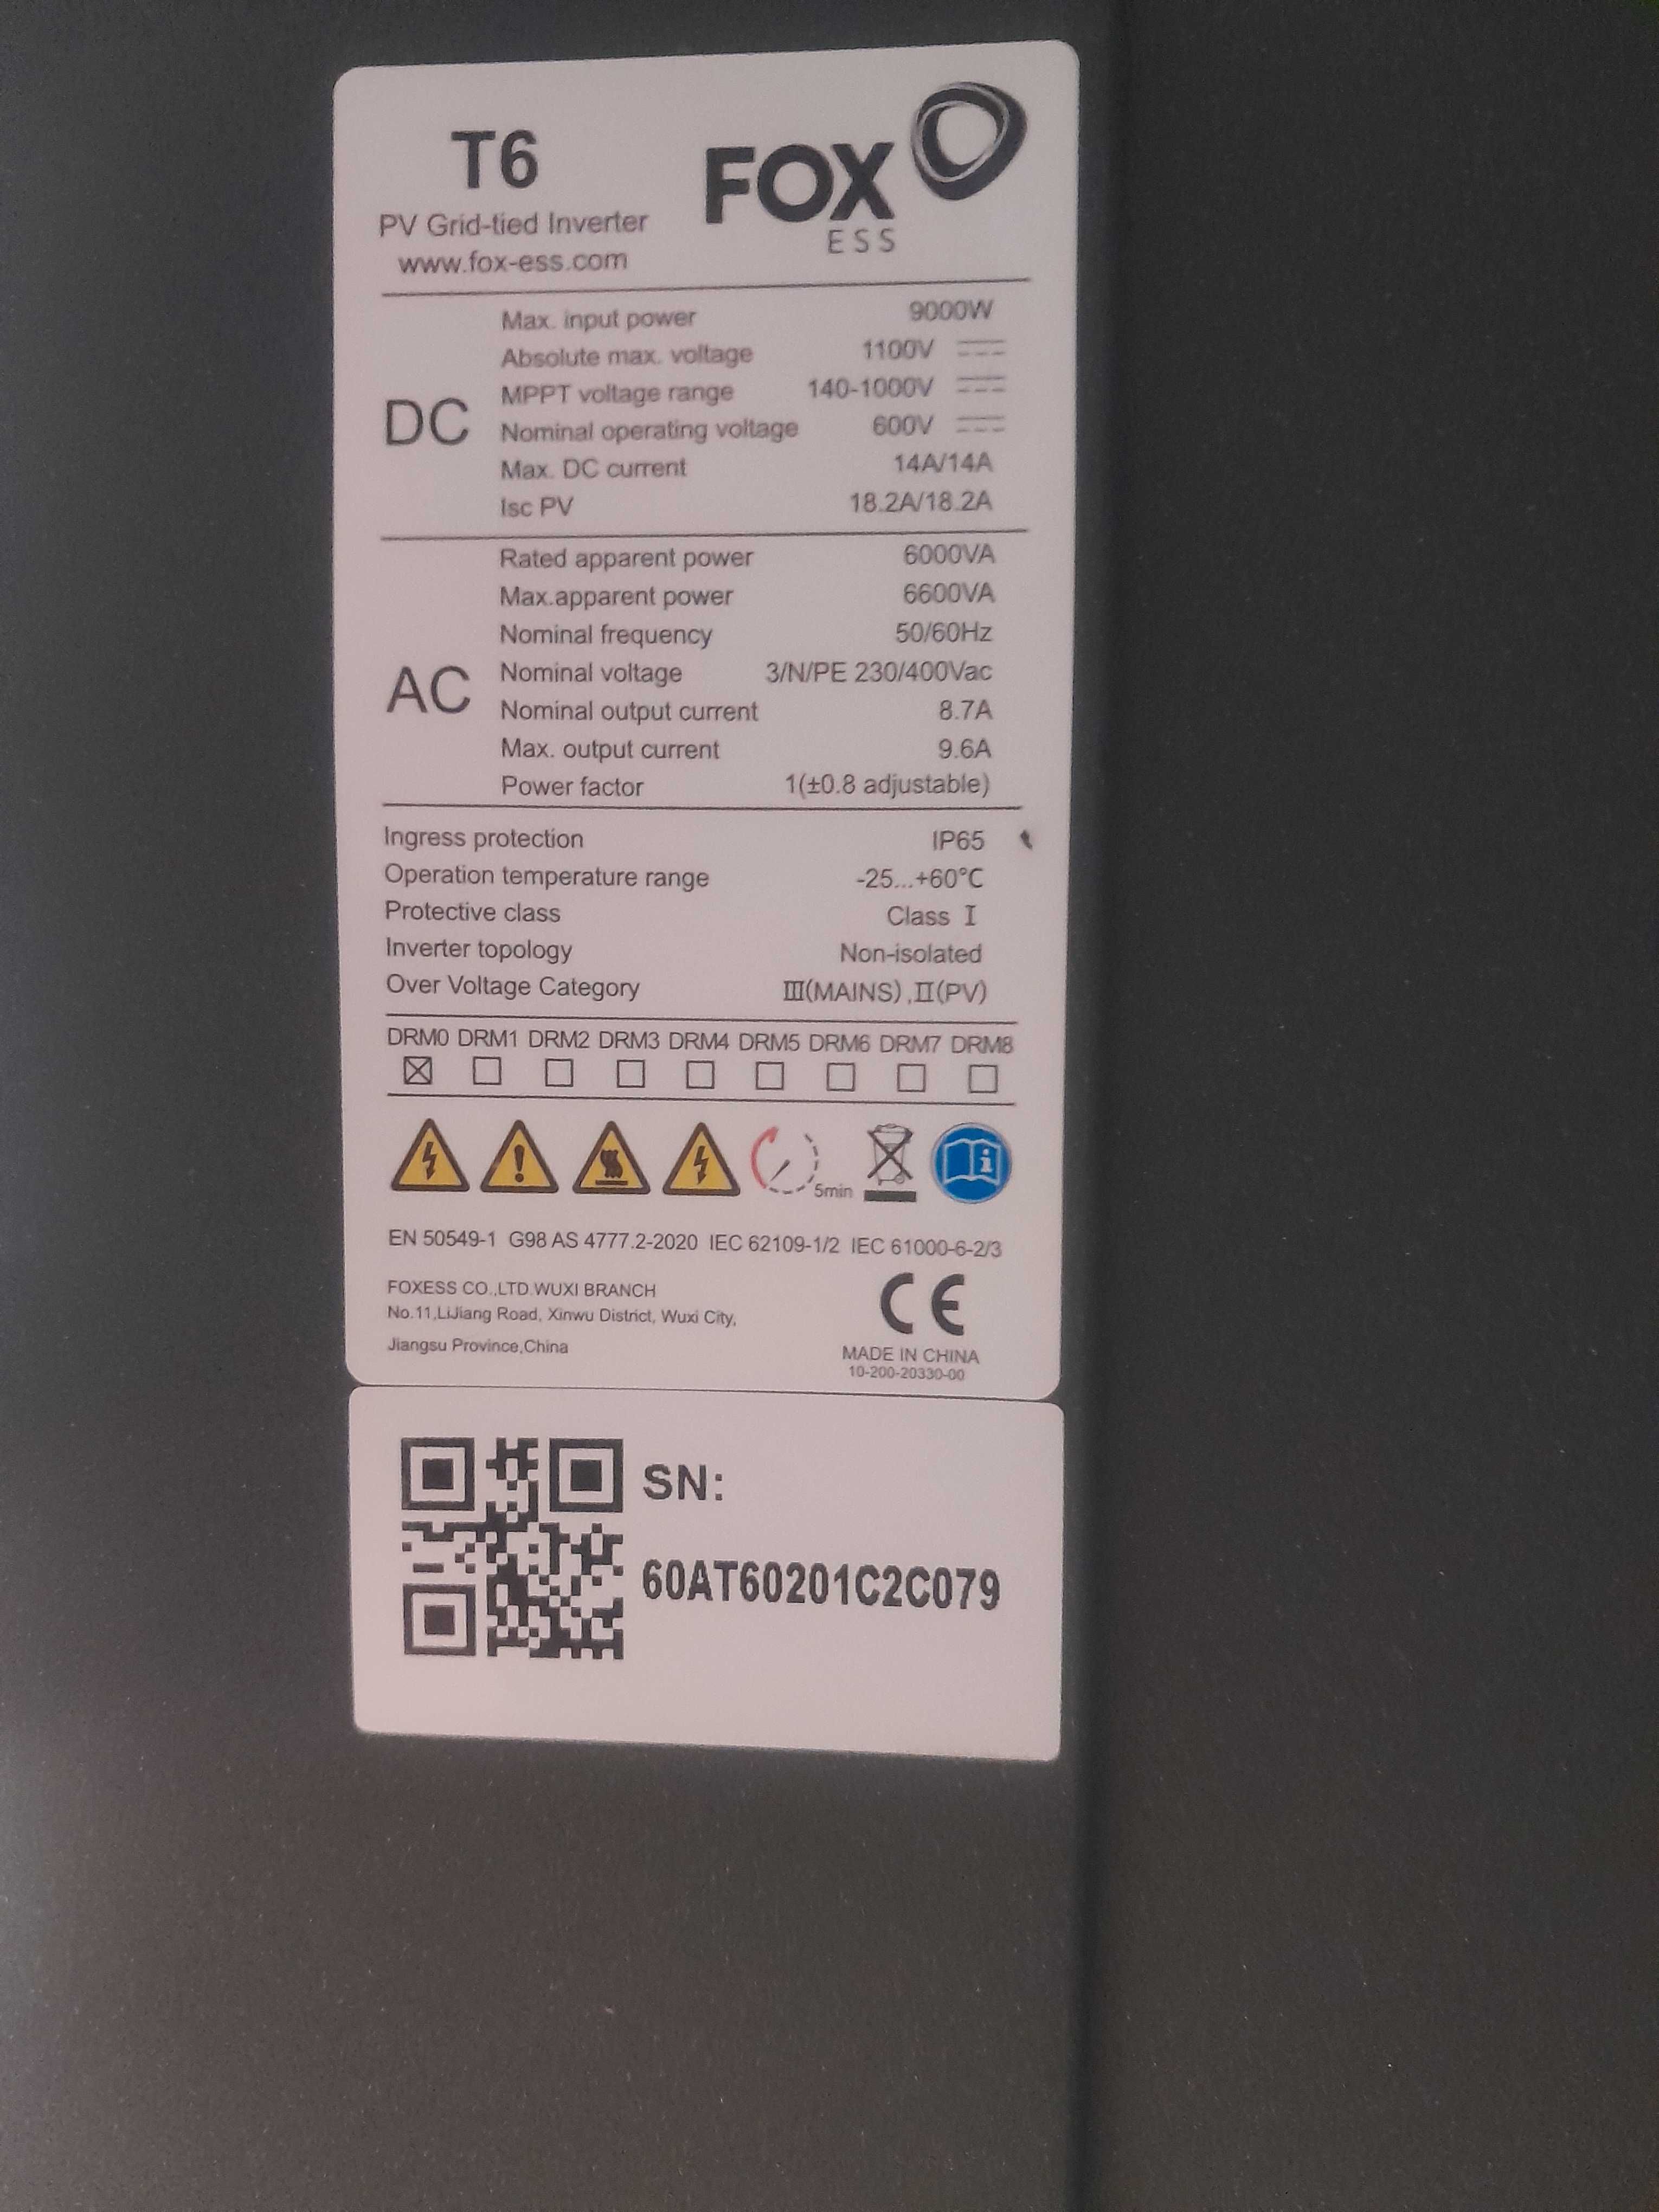 T6
PV Grid-tied Inverter
www.fox-ess.com
FOX
ESS
DC
Max. input power 9000W
Absolute max. voltage 1100V
MPPT voltage range 140-1000V
Nominal operating voltage 600V
Max. DC current 14A/14A
Isc PV 18.2A/18.2A
AC
Rated apparent power 6000VA
Max.apparent power 6600VA
Nominal frequency 50/60Hz
Nominal voltage 3/N/PE 230/400Vac
Nominal output current 8.7A
Max. output current 9.6A
Power factor 1(±0.8 adjustable)
Ingress protection IP65
Operation temperature range -25...+60℃
Protective class Class Ⅰ
Inverter topology Non-isolated
Over Voltage Category Ⅲ(MAINS) ,Ⅱ(PV)
DRM0 DRM1 DRM2 DRM3 DRM4 DRM5 DRM6 DRM7 DRM8
5min
EN 50549-1 G98 AS 4777.2-2020 IEC 62109-1/2 IEC 61000-6-2/3
FOXESS CO.,LTD.WUXI BRANCH
No.11,LiJiang Road, Xinwu District, Wuxi City,
Jiangsu Province,China
CE
MADE IN CHINA
10-200-20330-00
SN:
60AT60201C2C079